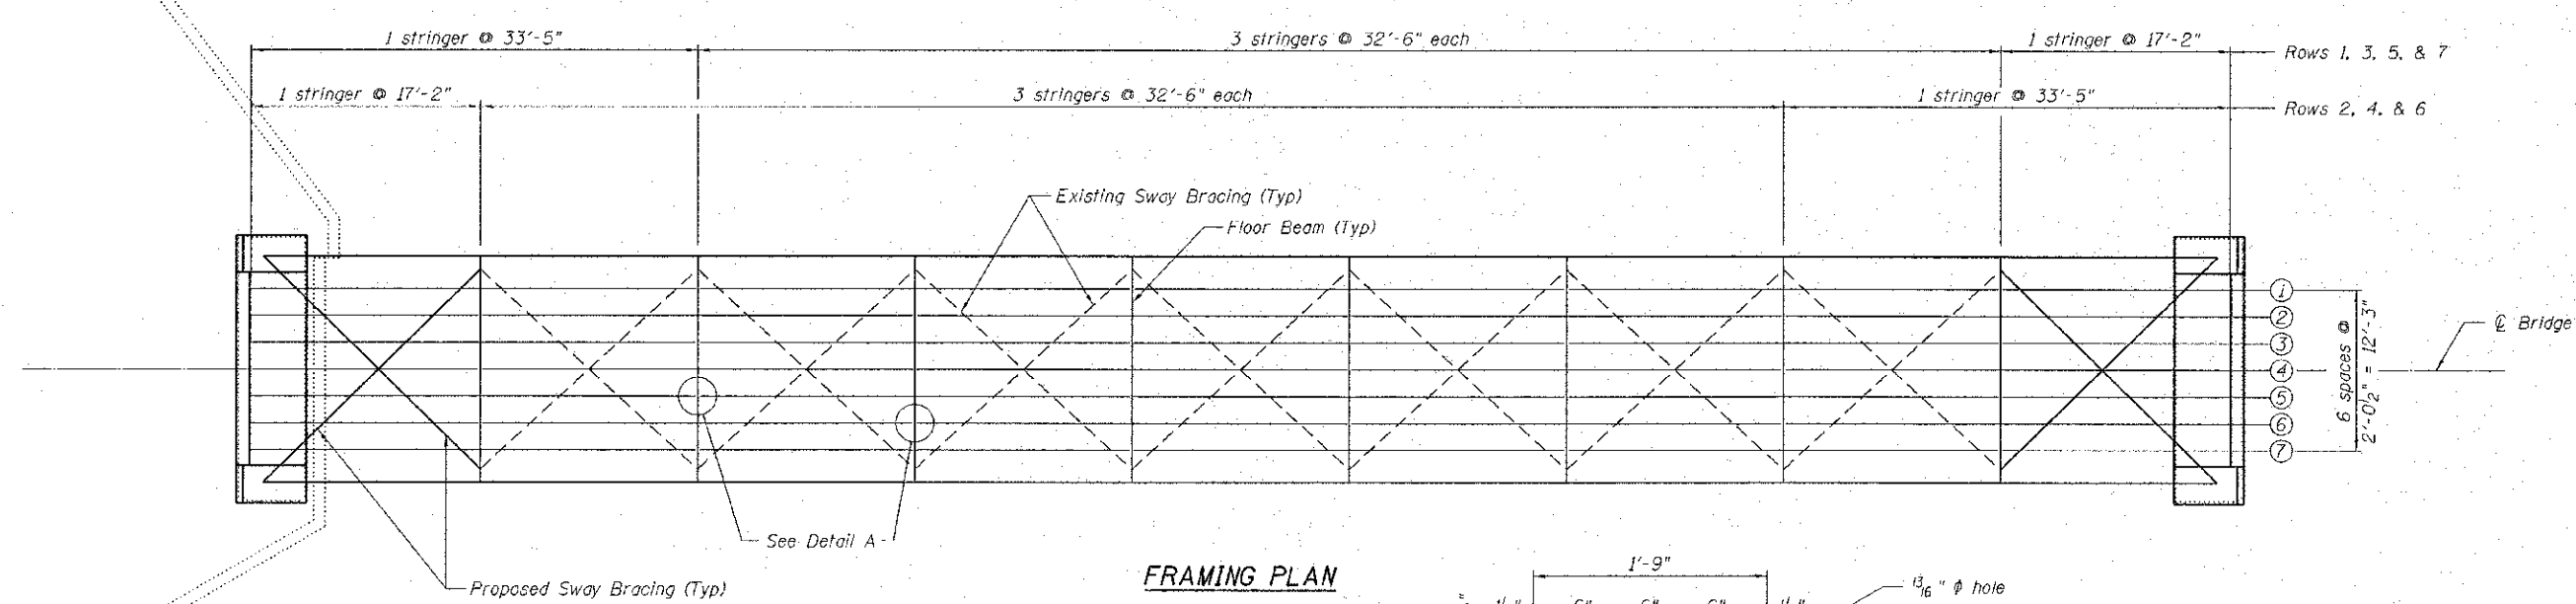 1 stringer @ 33'-5"
3 stringers @ 32'-6" each
1 stringer @ 17'-2"
Rows 1, 3, 5, & 7
1 stringer @ 17'-2"
3 stringers @ 32'-6" each
1 stringer @ 33'-5"
Rows 2, 4, & 6
Existing Sway Bracing (Typ)
Floor Beam (Typ)
1
2
3
4
5
6
7
6 spaces @
2'-0½" = 12'-3"
℄ Bridge
See Detail A
Proposed Sway Bracing (Typ)
FRAMING PLAN
1'-9"
13/16" φ hole